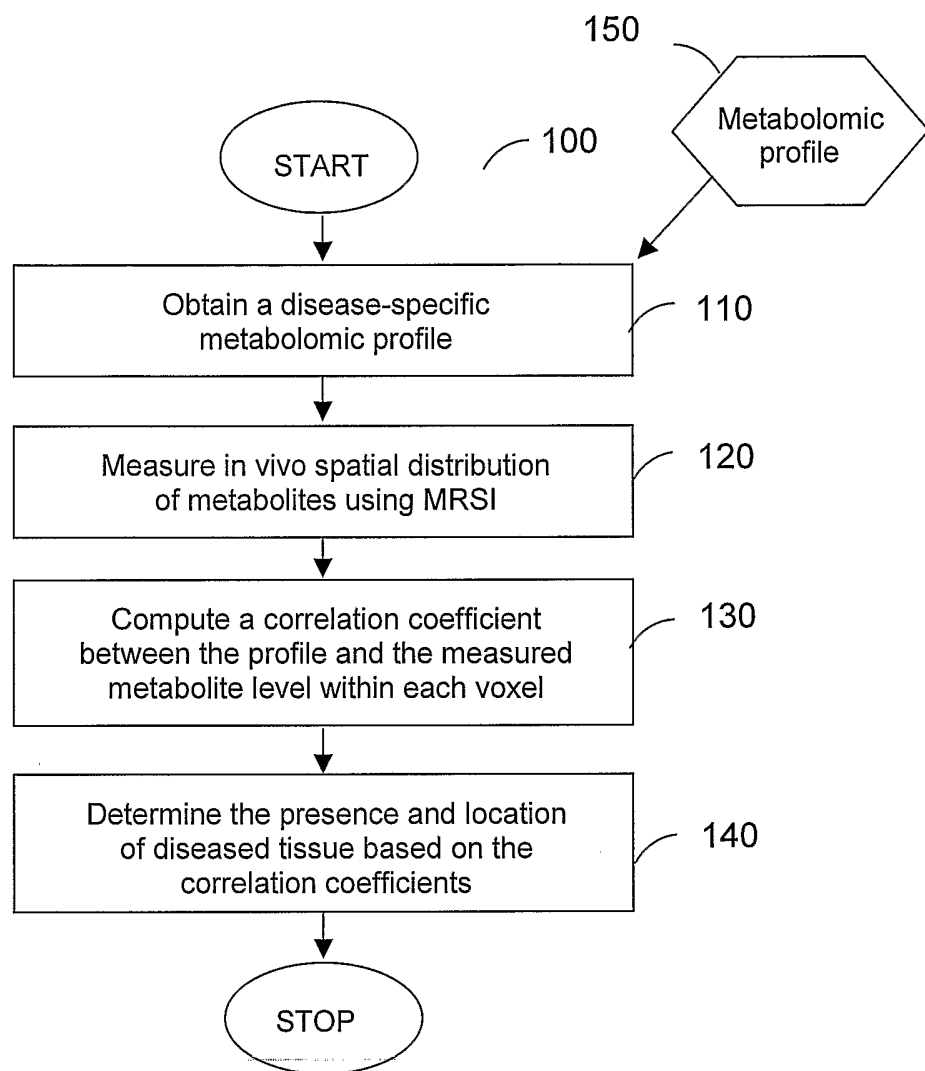 150
Metabolomic
profile
100
START
Obtain a disease-specific
metabolomic profile
110
Measure in vivo spatial distribution
of metabolites using MRSI
120
Compute a correlation coefficient
between the profile and the measured
metabolite level within each voxel
130
Determine the presence and location
of diseased tissue based on the
correlation coefficients
140
STOP